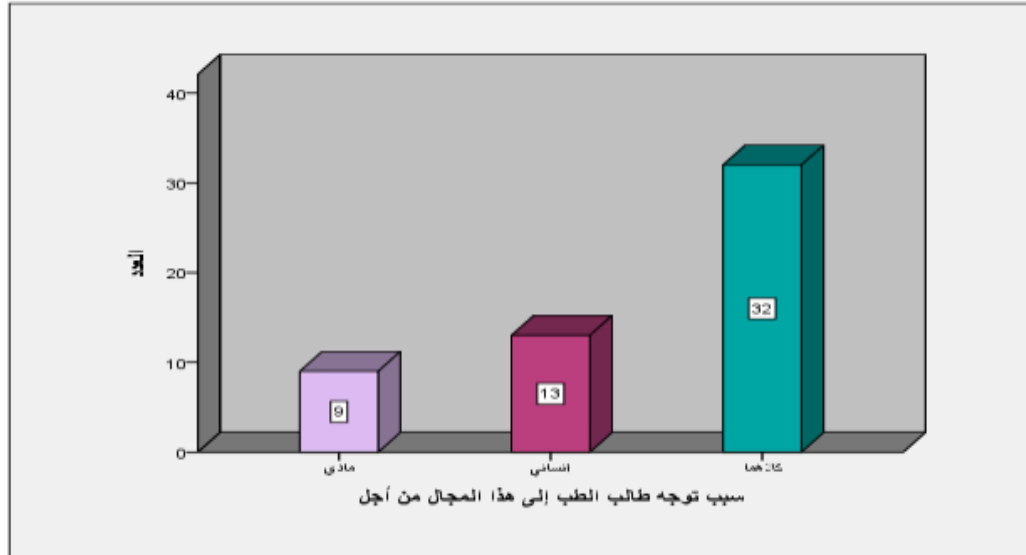 40
30
20
10
0
العدد
9
13
32
مادي
انساني
كلاهما
سبب توجه طالب الطب إلى هذا المجال من أجل